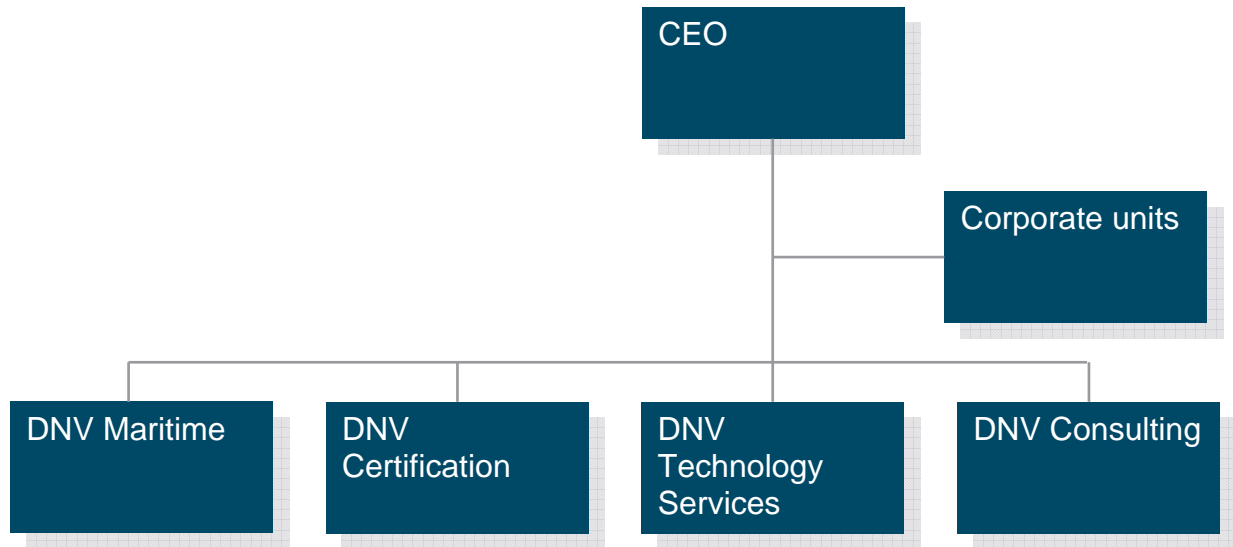 CEO
Corporate units
DNV Maritime
DNV
Certification
DNV
Technology
Services
DNV Consulting